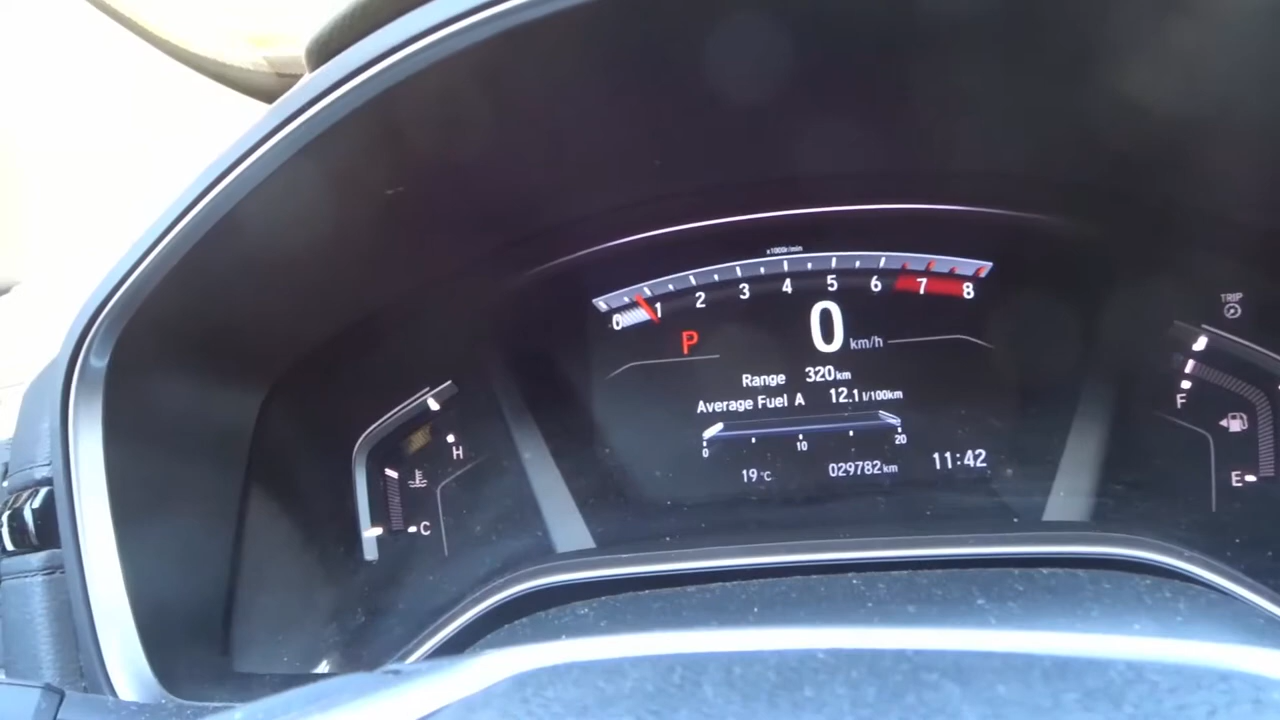 x1000r/min
0 1 2 3 4 5 6 7 8
P
0 km/h
Range 320 km
Average Fuel A 12.1 l/100km
0 10 20
19 °C 029782 km 11:42
H
C
TRIP
F
E